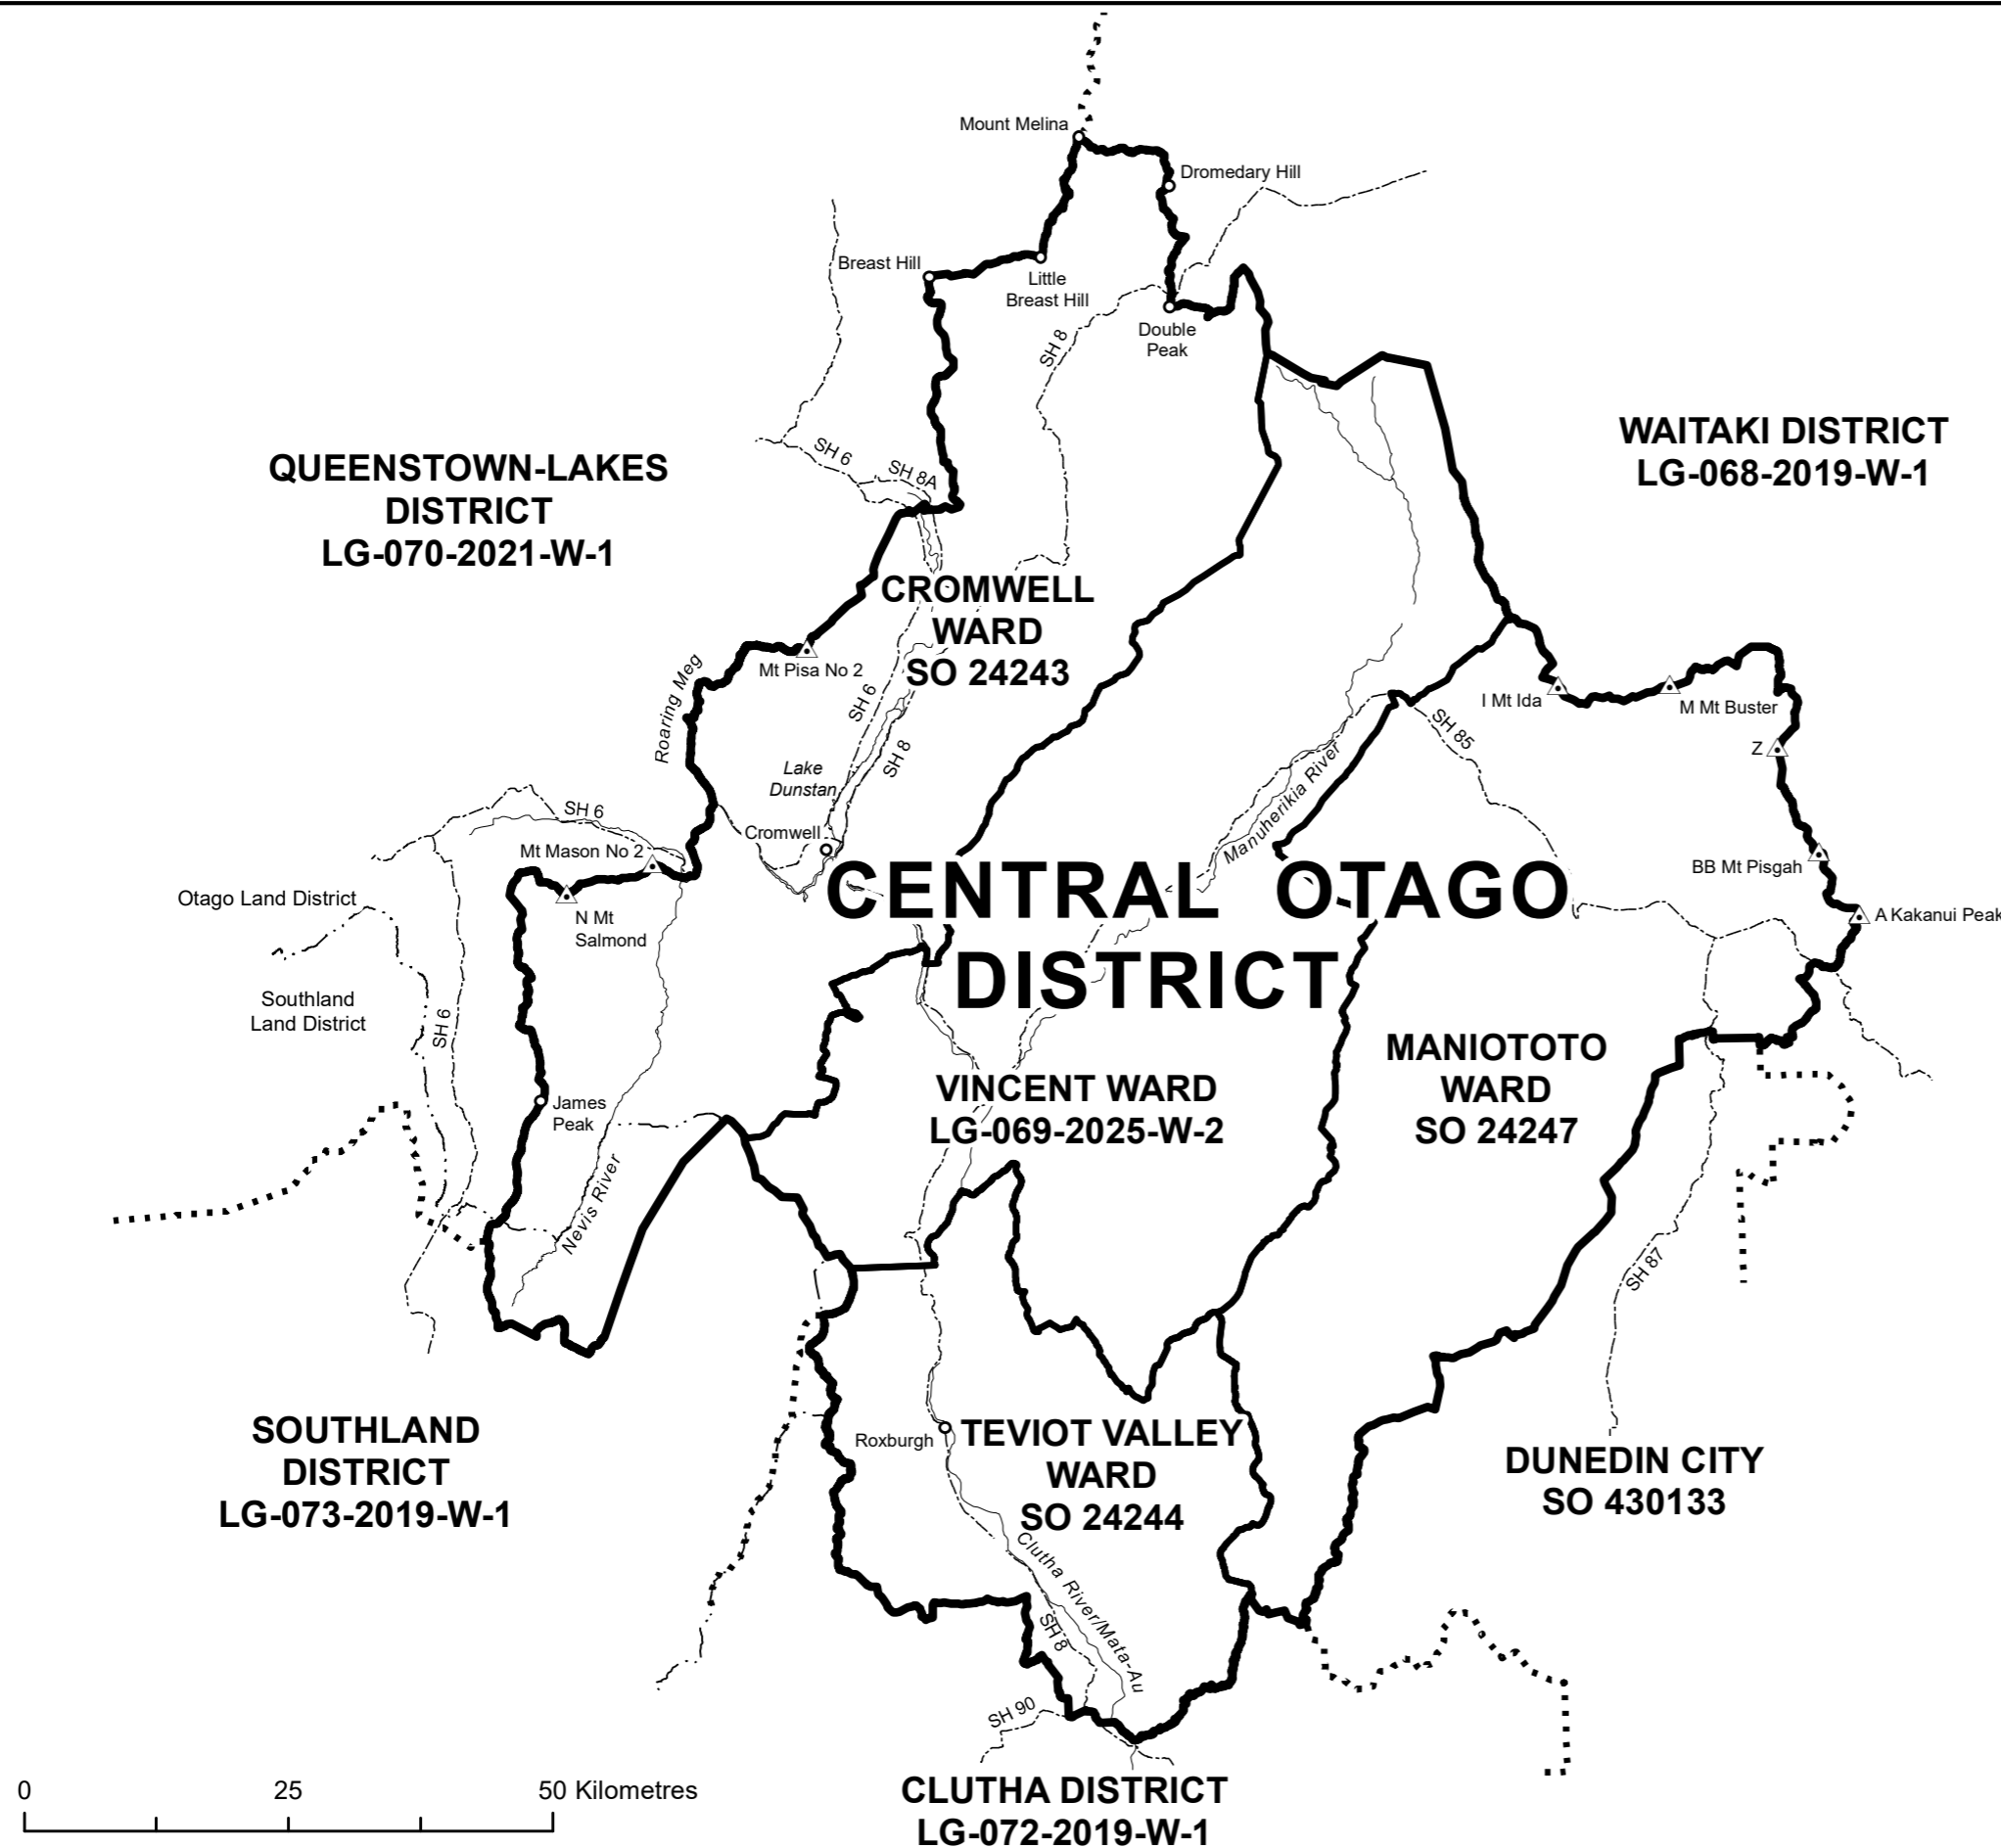 Mount Melina
Dromedary Hill
Breast Hill
Little
Breast Hill
Double
Peak
SH 8
WAITAKI DISTRICT
LG-068-2019-W-1
QUEENSTOWN-LAKES
DISTRICT
LG-070-2021-W-1
SH 6
SH 8A
CROMWELL
WARD
SO 24243
Mt Pisa No 2
Roaring Meg
SH 6
SH 8
Lake
Dunstan
Cromwell
I Mt Ida
M Mt Buster
Z
SH 85
Manuherikia River
BB Mt Pisgah
A Kakanui Peak
SH 6
Mt Mason No 2
N Mt
Salmond
Otago Land District
Southland
Land District
SH 6
CENTRAL OTAGO
DISTRICT
James
Peak
Nevis River
VINCENT WARD
LG-069-2025-W-2
MANIOTOTO
WARD
SO 24247
SH 87
SOUTHLAND
DISTRICT
LG-073-2019-W-1
Roxburgh
TEVIOT VALLEY
WARD
SO 24244
DUNEDIN CITY
SO 430133
Clutha River/Mata-Au
SH 8
SH 90
0 25 50 Kilometres
CLUTHA DISTRICT
LG-072-2019-W-1